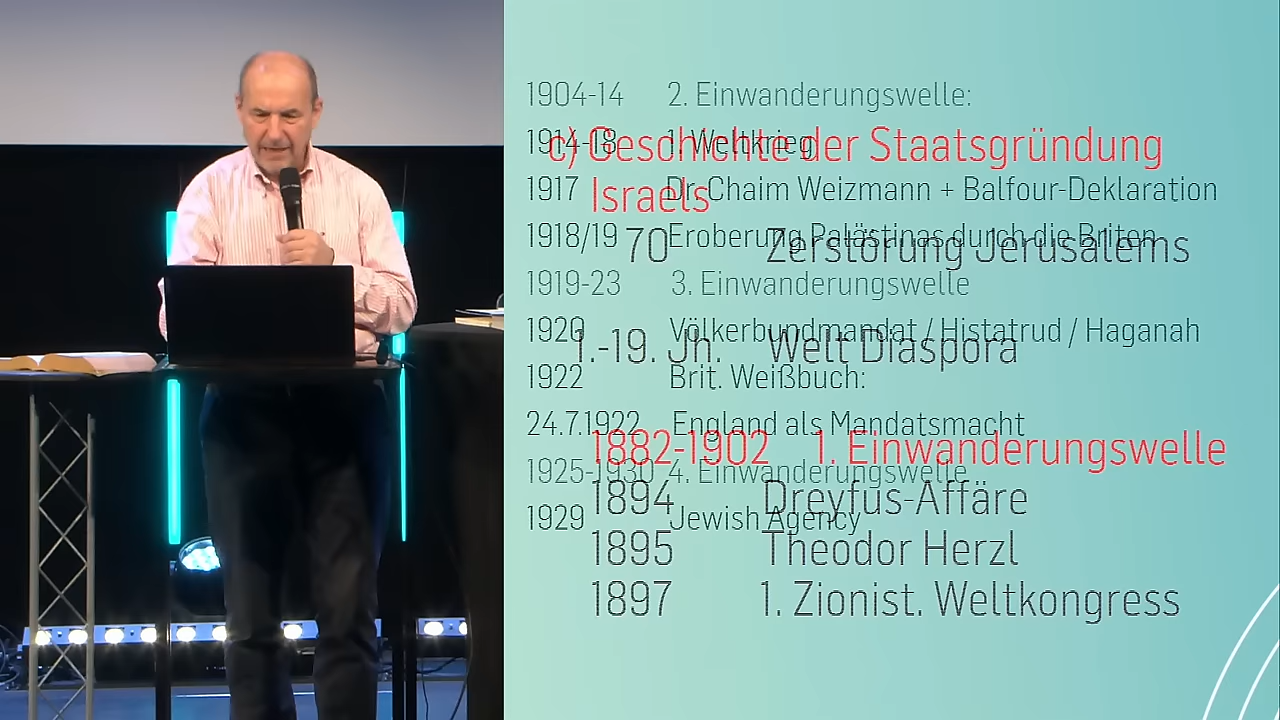 1904-14 2. Einwanderungswelle:
1914-18 1. Weltkrieg
1917 Dr. Chaim Weizmann + Balfour-Deklaration
1918/19 Eroberung Palästinas durch die Briten
1919-23 3. Einwanderungswelle
1920 Völkerbundmandat / Histatrud / Haganah
1922 Brit. Weißbuch:
24.7.1922 England als Mandatsmacht
1925-1930 4. Einwanderungswelle
1929 Jewish Agency
c) Geschichte der Staatsgründung
Israels
70 Zerstörung Jerusalems
1.-19. Jh. Welt Diaspora
1882-1902 1. Einwanderungswelle
1894 Dreyfus-Affäre
1895 Theodor Herzl
1897 1. Zionist. Weltkongress